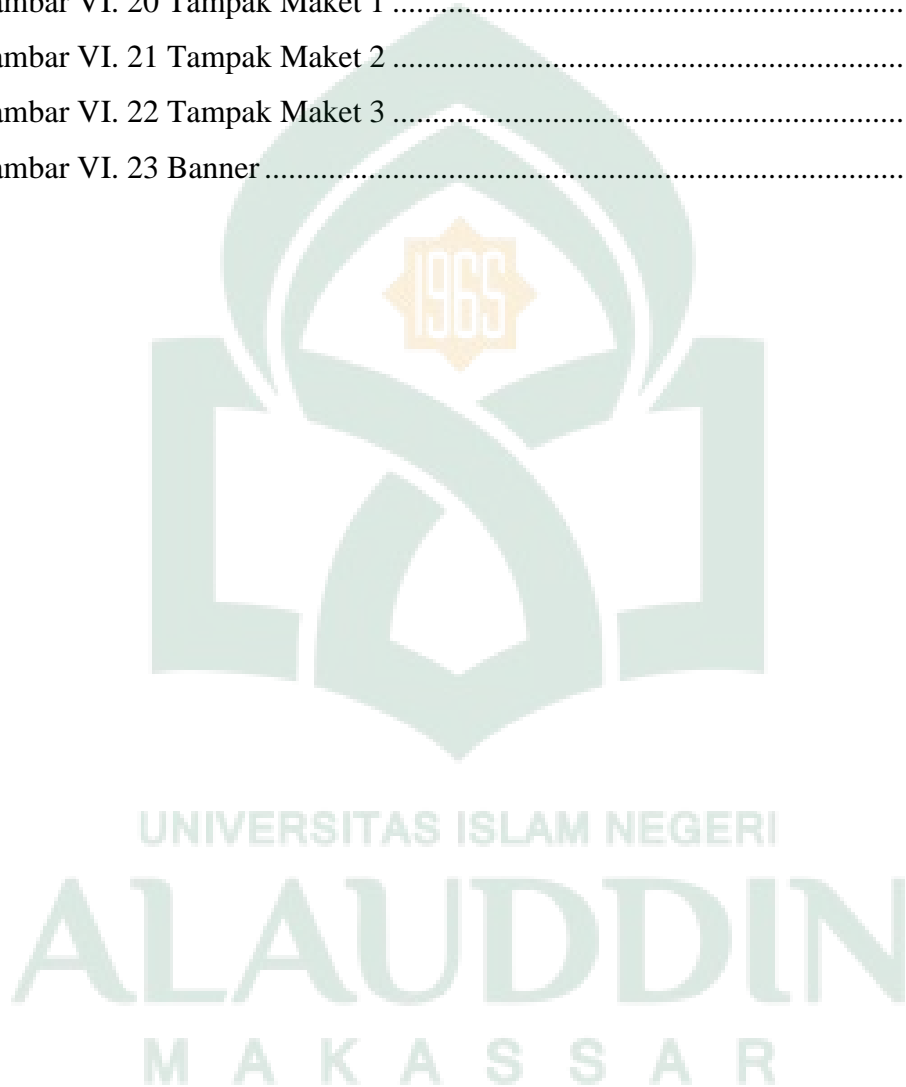 ambar VI. 20 Tampak Maket 1 ........................................................................................
ambar VI. 21 Tampak Maket 2 ........................................................................................
ambar VI. 22 Tampak Maket 3 ........................................................................................
ambar VI. 23 Banner ........................................................................................................
1965
UNIVERSITAS ISLAM NEGERI
ALAUDDIN
MAKASSAR